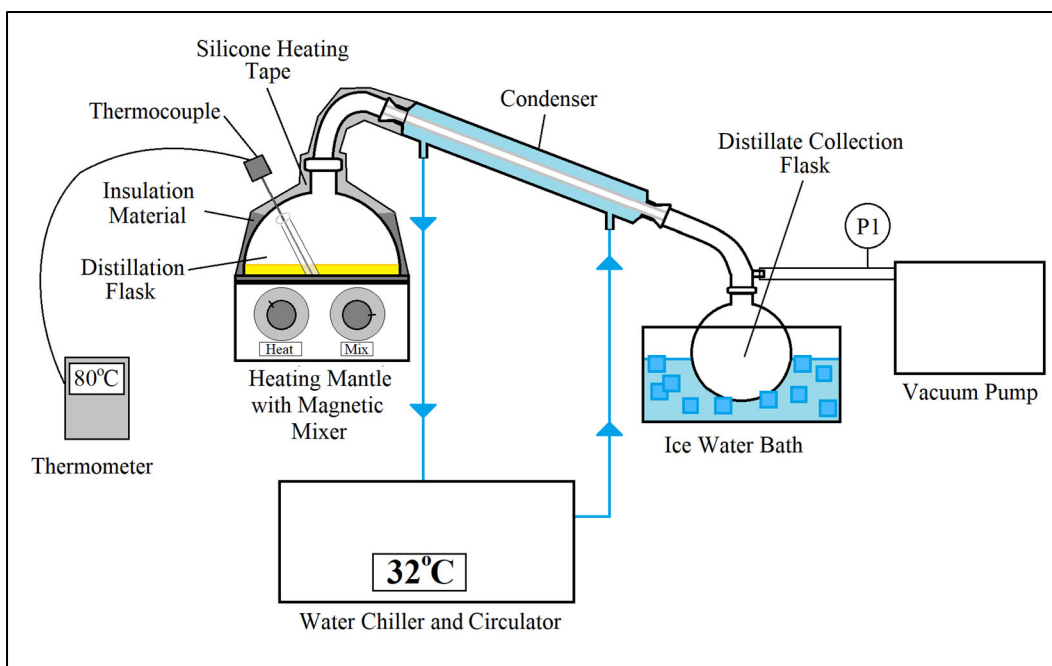 Silicone Heating
Tape
Thermocouple
Condenser
Distillate Collection
Flask
Insulation
Material
P1
Distillation
Flask
Heat
Mix
80°C
Heating Mantle
with Magnetic
Mixer
Vacuum Pump
Ice Water Bath
Thermometer
32°C
Water Chiller and Circulator